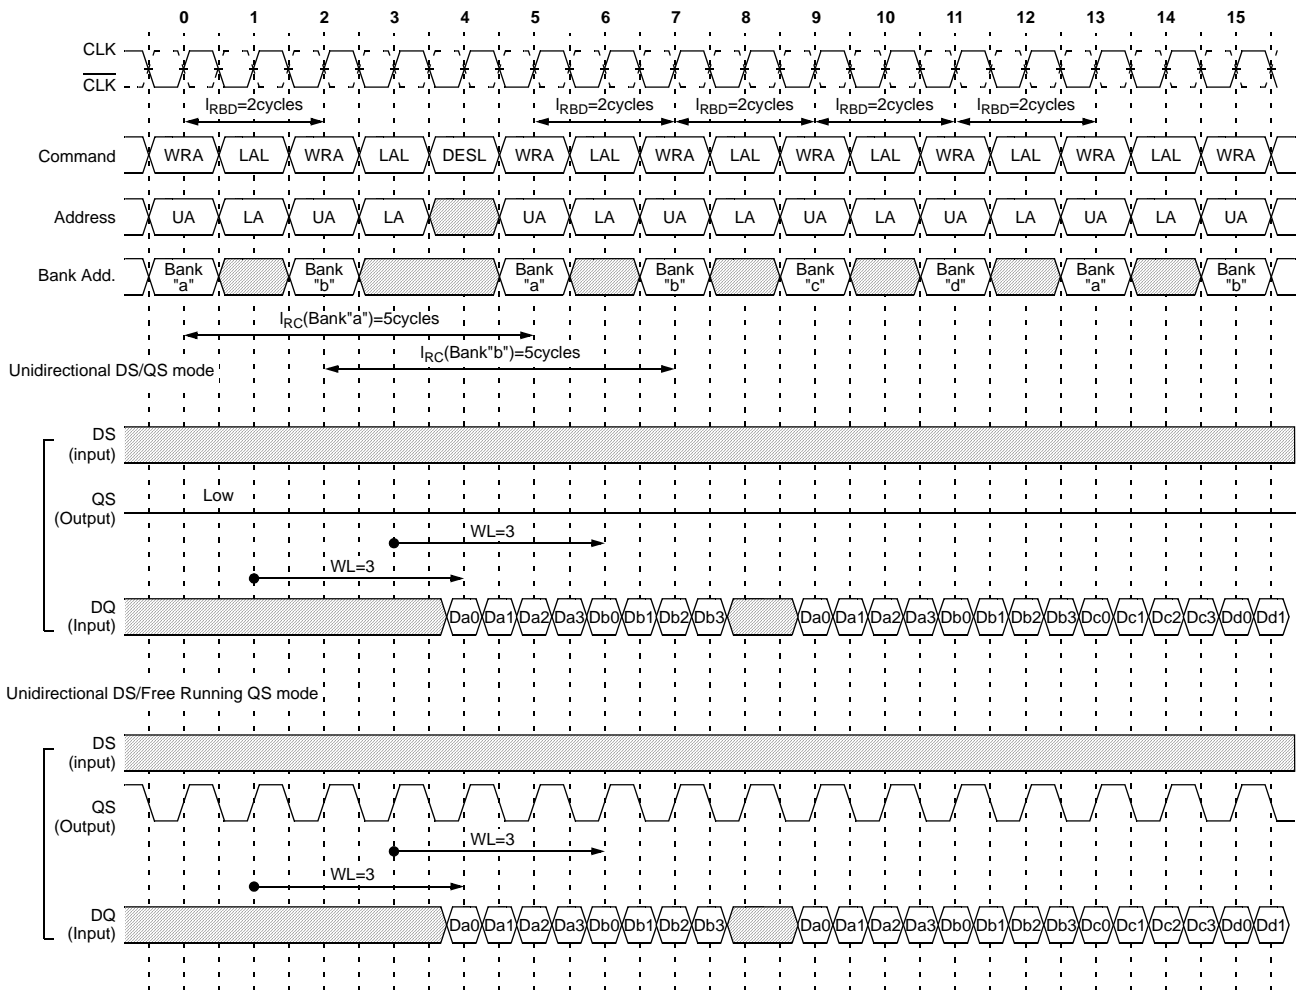 0 1 2 3 4 5 6 7 8 9 10 11 12 13 14 15
CLK
CLK
IRBD=2cycles IRBD=2cycles IRBD=2cycles IRBD=2cycles IRBD=2cycles
Command WRA LAL WRA LAL DESL WRA LAL WRA LAL WRA LAL WRA LAL WRA LAL WRA
Address UA LA UA LA UA LA UA LA UA LA UA LA UA LA UA
Bank Add. Bank "a" Bank "b" Bank "a" Bank "b" Bank "c" Bank "d" Bank "a" Bank "b"
IRC(Bank"a")=5cycles
IRC(Bank"b")=5cycles
Unidirectional DS/QS mode
DS
(input)
QS
(Output)
Low
WL=3
WL=3
DQ
(Input)
Da0 Da1 Da2 Da3 Db0 Db1 Db2 Db3 Da0 Da1 Da2 Da3 Db0 Db1 Db2 Db3 Dc0 Dc1 Dc2 Dc3 Dd0 Dd1
Unidirectional DS/Free Running QS mode
DS
(input)
QS
(Output)
WL=3
WL=3
DQ
(Input)
Da0 Da1 Da2 Da3 Db0 Db1 Db2 Db3 Da0 Da1 Da2 Da3 Db0 Db1 Db2 Db3 Dc0 Dc1 Dc2 Dc3 Dd0 Dd1